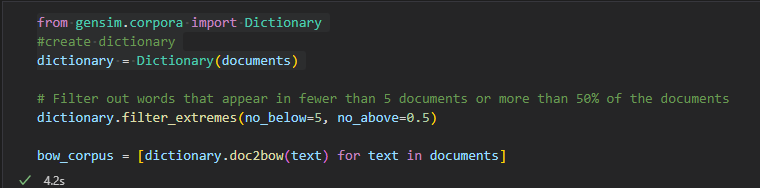 from gensim.corpora import Dictionary
#create dictionary
dictionary = Dictionary(documents)
# Filter out words that appear in fewer than 5 documents or more than 50% of the documents
dictionary.filter_extremes(no_below=5, no_above=0.5)
bow_corpus = [dictionary.doc2bow(text) for text in documents]
4.2s